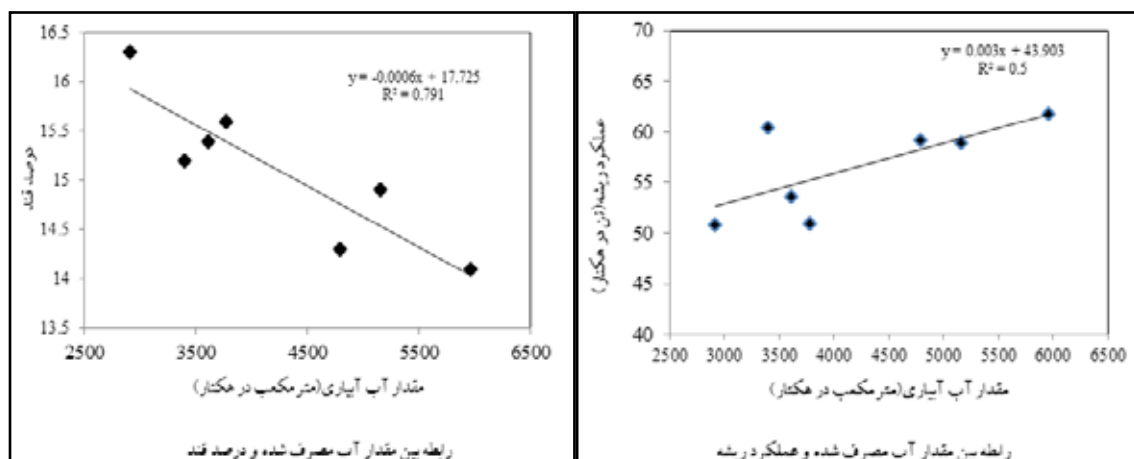 درصد قند
16.5
16
15.5
15
14.5
14
13.5
y = -0.0006x + 17.725
R² = 0.791
2500 3500 4500 5500 6500
مقدار آب آبیاری(متر مکعب در هکتار)
رابطه بین مقدار آب مصرف شده و درصد قند
عملکرد ریشه(تن در هکتار)
70
65
60
55
50
45
40
y = 0.003x + 43.903
R² = 0.5
2500 3000 3500 4000 4500 5000 5500 6000 6500
مقدار آب آبیاری(متر مکعب در هکتار)
رابطه بین مقدار آب مصرف شده و عملکرد ریشه